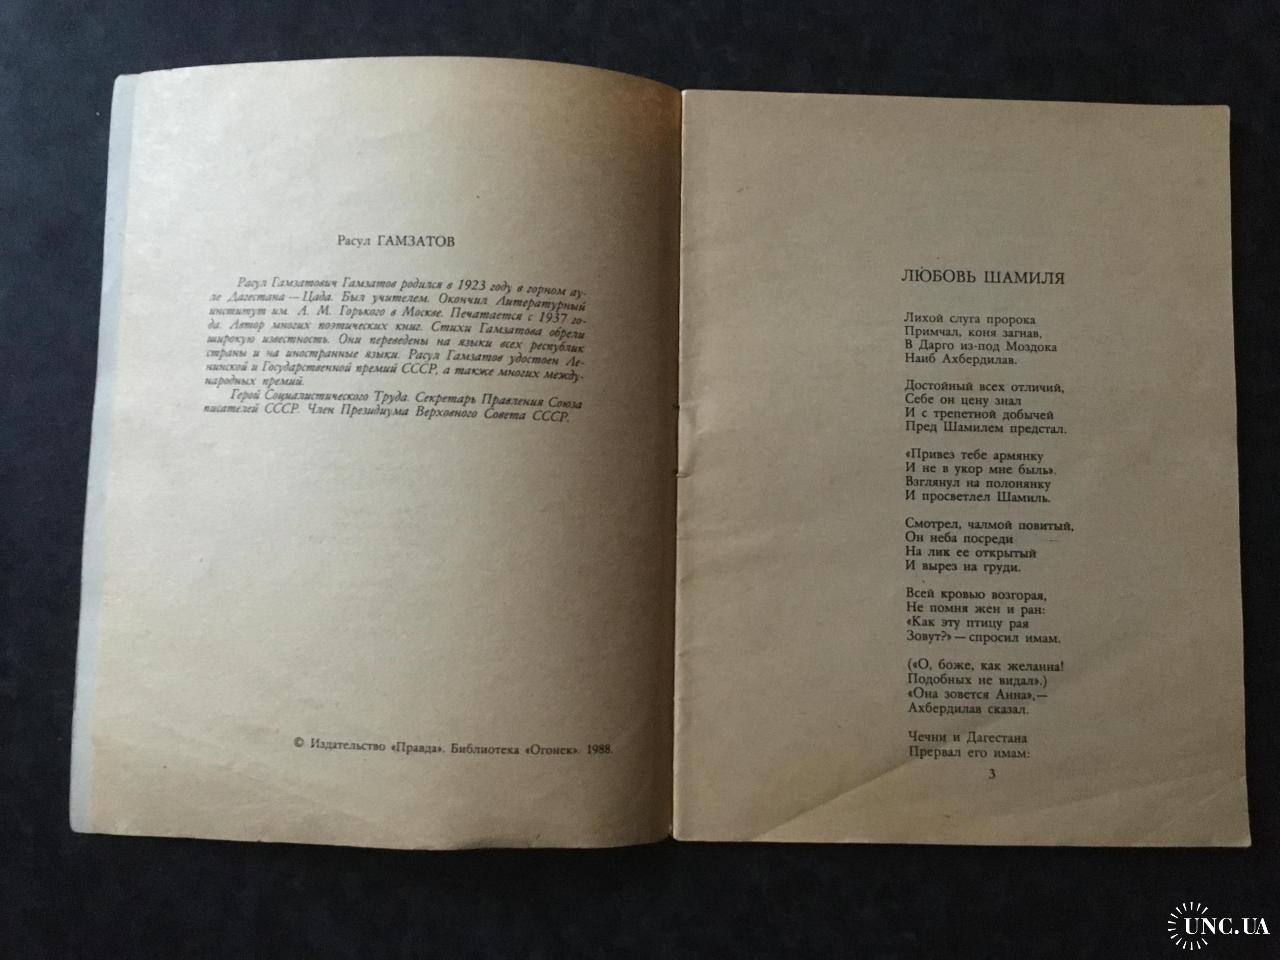 Расул ГАМЗАТОВ
Расул Гамзатович Гамзатов родился в 1923 году в горном ау-
ле Дагестана — Цада. Был учителем. Окончил Литературный
институт им. А. М. Горького в Москве. Печатается с 1937 го-
да. Автор многих поэтических книг. Стихи Гамзатова обрели
широкую известность. Они переведены на языки всех республик
страны и на иностранные языки. Расул Гамзатов удостоен Ле-
нинской и Государственной премий СССР, а также многих между-
народных премий.
Герой Социалистического Труда. Секретарь Правления Союза
писателей СССР. Член Президиума Верховного Совета СССР.
© Издательство «Правда». Библиотека «Огонек». 1988.
ЛЮБОВЬ ШАМИЛЯ
Лихой слуга пророка
Примчал, коня загнав,
В Дарго из-под Моздока
Наиб Ахбердилав.
Достойный всех отличий,
Себе он цену знал
И с трепетной добычей
Пред Шамилем предстал.
«Привез тебе армянку
И не в укор мне быль».
Взглянул на полонянку
И просветлел Шамиль.
Смотрел, чалмой повитый,
Он неба посреди
На лик ее открытый
И вырез на груди.
Всей кровью возгорая,
Не помня жен и ран:
«Как эту птицу рая
Зовут?» — спросил имам.
(«О, боже, как желанна!
Подобных не видал».)
«Она зовется Анна»,—
Ахбердилав сказал.
Чечни и Дагестана
Прервал его имам:
3
UNC.UA